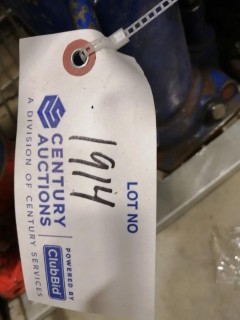 LOT NO
1914
CENTURY
AUCTIONS
A DIVISION OF CENTURY SERVICES
POWERED BY
ClubBid